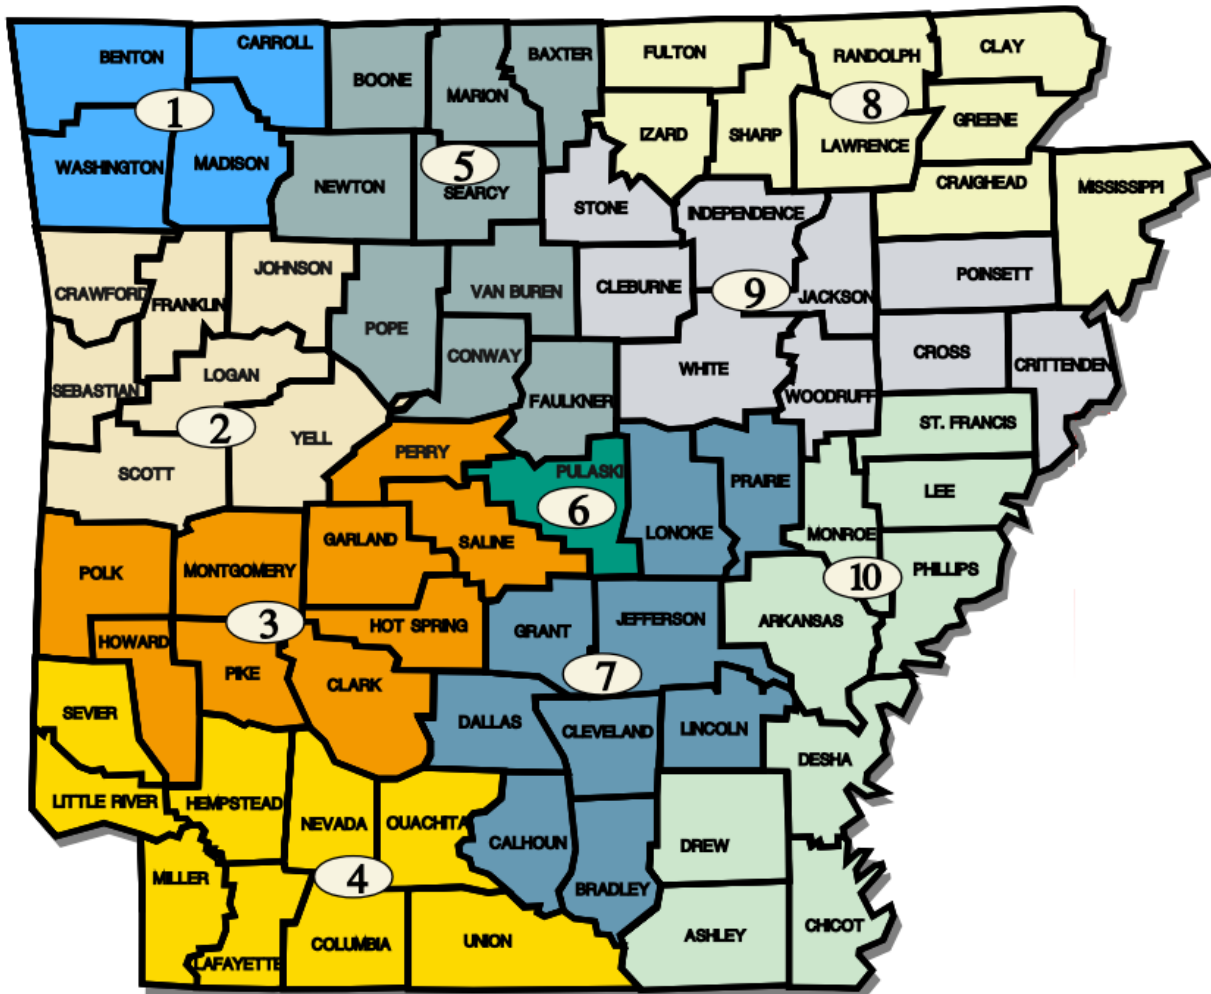 BENTON
CARROLL
BOONE
MARION
BAXTER
FULTON
RANDOLPH
CLAY
1
8
IZARD
SHARP
LAWRENCE
GREENE
WASHINGTON
MADISON
NEWTON
5
SEARCY
STONE
INDEPENDENCE
CRAIGHEAD
MISSISSIPPI
CRAWFORD
FRANKLIN
JOHNSON
POPE
VAN BUREN
CLEBURNE
9
JACKSON
POINSETT
SEBASTIAN
LOGAN
CONWAY
FAULKNER
WHITE
WOODRUFF
CROSS
CRITTENDEN
2
SCOTT
YELL
PERRY
PULASKI
6
LONOKE
PRAIRIE
MONROE
ST. FRANCIS
LEE
PHILLIPS
10
POLK
MONTGOMERY
GARLAND
SALINE
HOWARD
3
HOT SPRING
GRANT
JEFFERSON
ARKANSAS
PIKE
CLARK
7
SEVIER
DALLAS
CLEVELAND
LINCOLN
DESHA
LITTLE RIVER
HEMPSTEAD
NEVADA
OUACHITA
CALHOUN
BRADLEY
DREW
MILLER
4
LAFAYETTE
COLUMBIA
UNION
ASHLEY
CHICOT